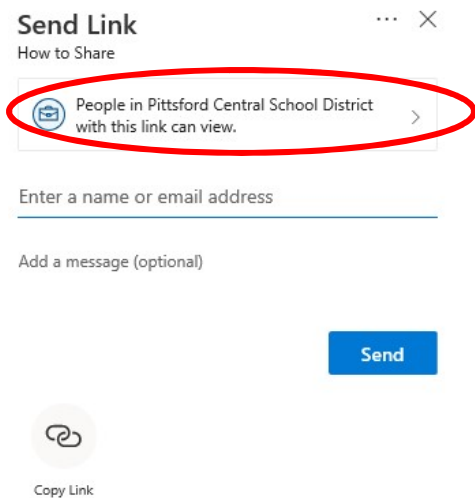 Send Link
How to Share
People in Pittsford Central School District
with this link can view.
Enter a name or email address
Add a message (optional)
Send
Copy Link